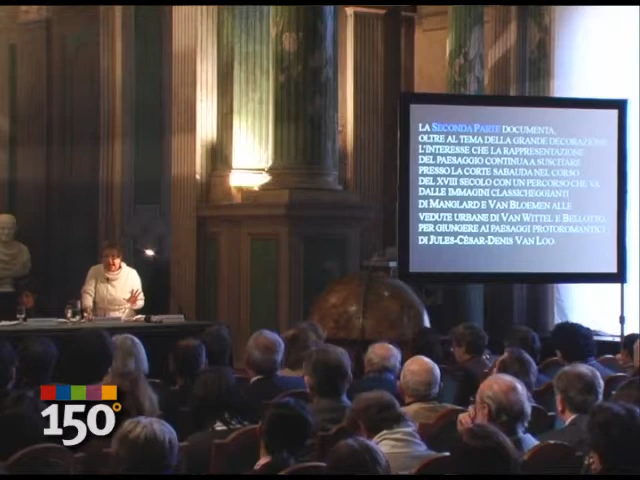 LA SECONDA PARTE DOCUMENTA,
OLTRE AL TEMA DELLA GRANDE DECORAZIONE,
L'INTERESSE CHE LA RAPPRESENTAZIONE
DEL PAESAGGIO CONTINUA A SUSCITARE
PRESSO LA CORTE SABAUDA NEL CORSO
DEL XVIII SECOLO CON UN PERCORSO CHE VA
DALLE IMMAGINI CLASSICHEGGIANTI
DI MANGLARD E VAN BLOEMEN ALLE
VEDUTE URBANE DI VAN WITTEL E BELLOTTO,
PER GIUNGERE AI PAESAGGI PROTOROMANTICI
DI JULES-CÉSAR-DENIS VAN LOO.
150°